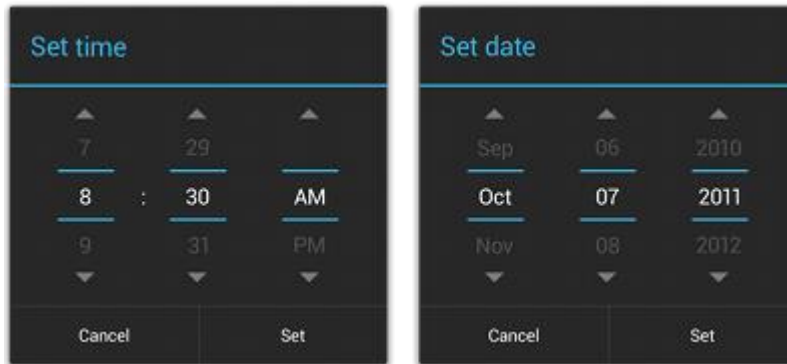 Set time
7 29
8 : 30 AM
9 31 PM
Cancel Set
Set date
Sep 06 2010
Oct 07 2011
Nov 08 2012
Cancel Set